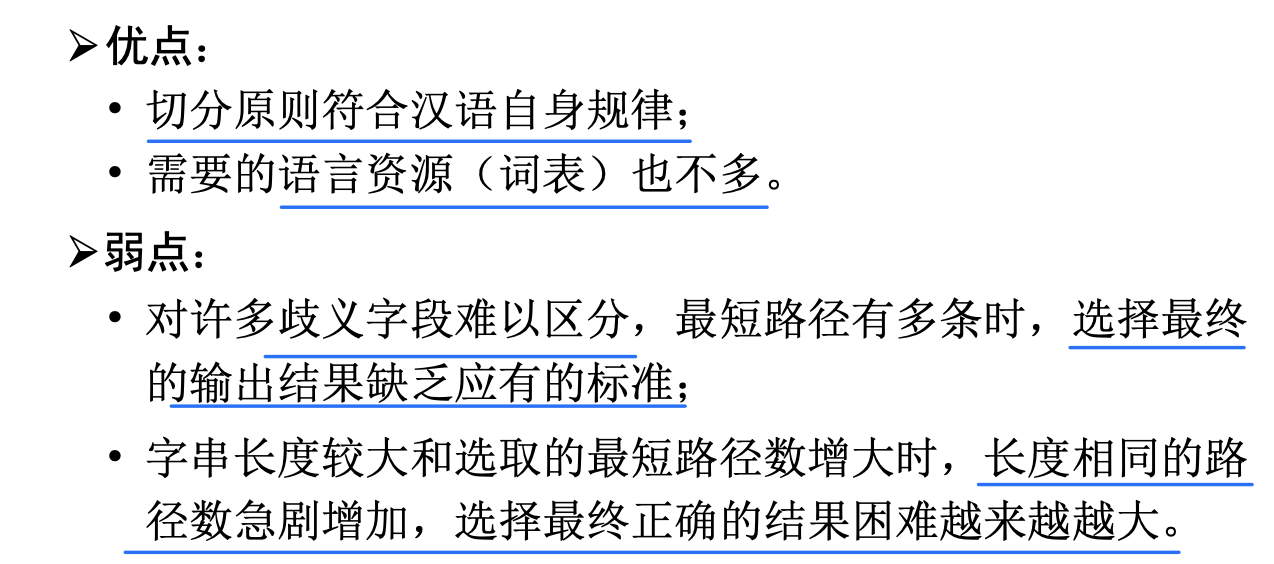 ➢优点：
• 切分原则符合汉语自身规律；
• 需要的语言资源（词表）也不多。
➢弱点：
• 对许多歧义字段难以区分，最短路径有多条时，选择最终
的输出结果缺乏应有的标准；
• 字串长度较大和选取的最短路径数增大时，长度相同的路
径数急剧增加，选择最终正确的结果困难越来越越大。